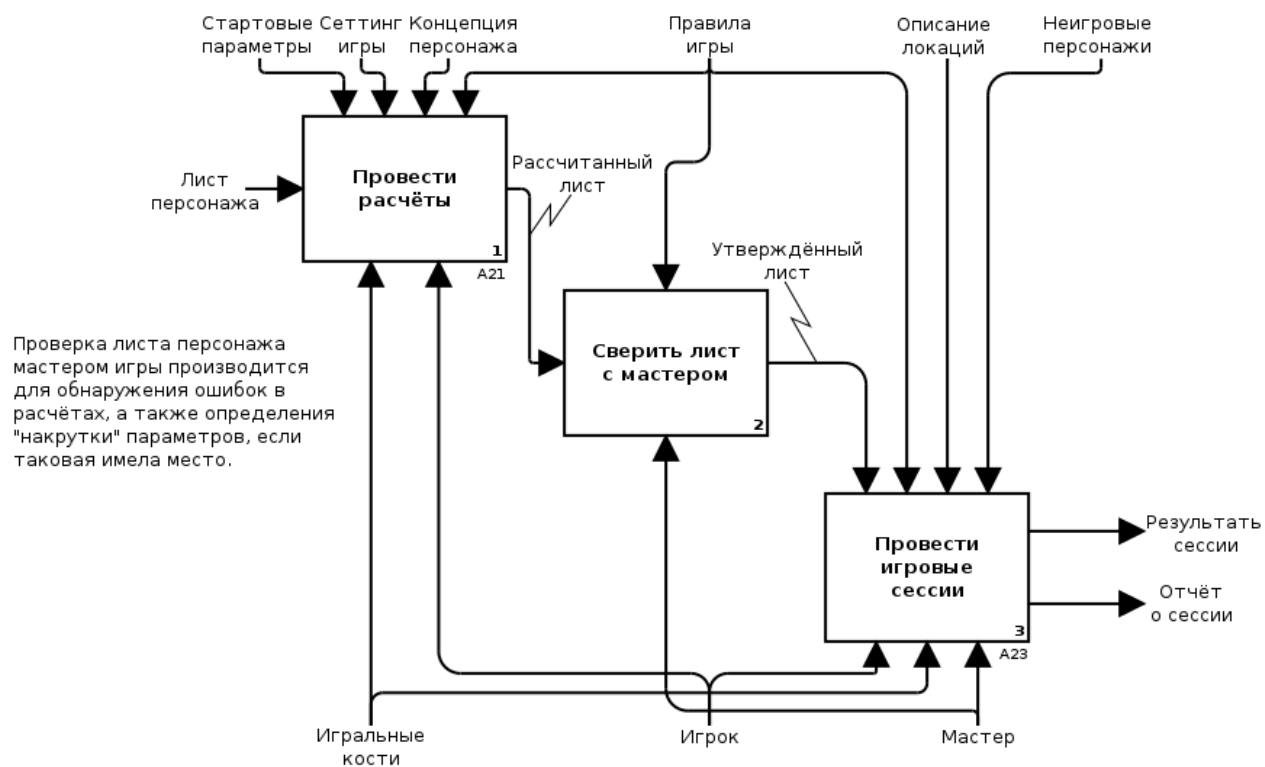 Стартовые
параметры
Сеттинг
игры
Концепция
персонажа
Правила
игры
Описание
локаций
Неигровые
персонажи
Лист
персонажа
Провести
расчёты
1
A21
Рассчитанный
лист
Утверждённый
лист
Проверка листа персонажа
мастером игры производится
для обнаружения ошибок в
расчётах, а также определения
"накрутки" параметров, если
таковая имела место.
Сверить лист
с мастером
2
Провести
игровые
сессии
3
A23
Результать
сессии
Отчёт
о сессии
Игральные
кости
Игрок
Мастер